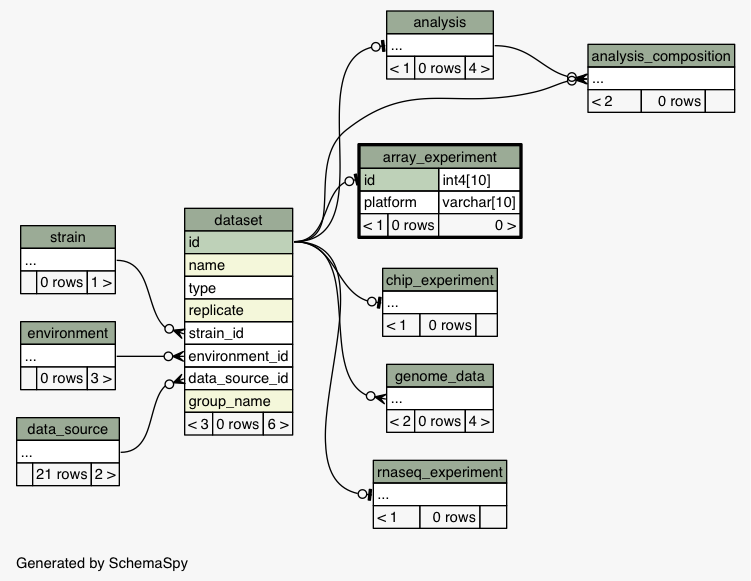 analysis
...
< 1 0 rows 4 >
analysis_composition
...
< 2 0 rows
array_experiment
id int4[10]
platform varchar[10]
< 1 0 rows 0 >
dataset
id
name
type
replicate
strain_id
environment_id
data_source_id
group_name
< 3 0 rows 6 >
strain
...
0 rows 1 >
environment
...
0 rows 3 >
data_source
...
21 rows 2 >
chip_experiment
...
< 1 0 rows
genome_data
...
< 2 0 rows 4 >
rnaseq_experiment
...
< 1 0 rows
Generated by SchemaSpy